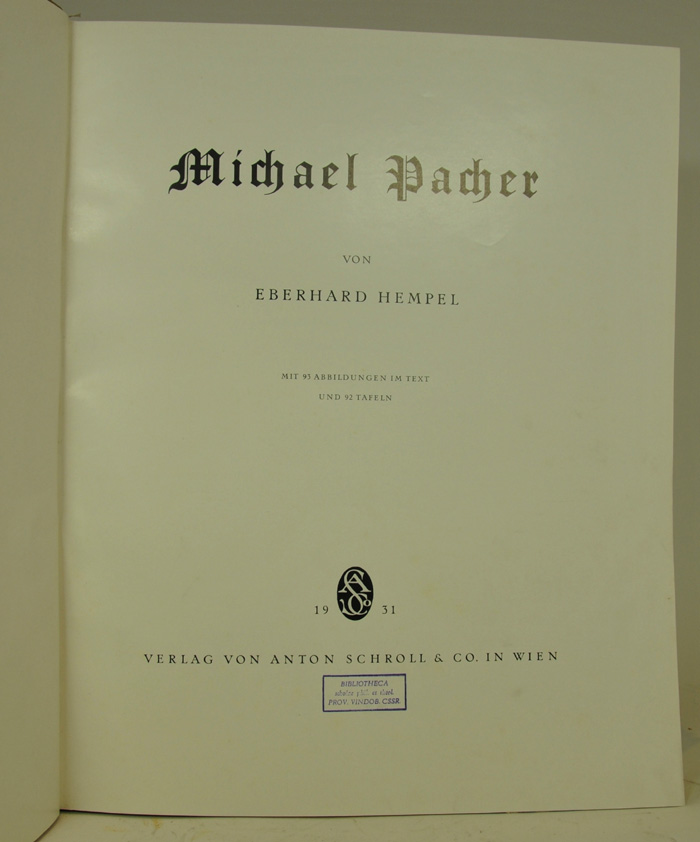 Michael Pacher
VON
EBERHARD HEMPEL
MIT 93 ABBILDUNGEN IM TEXT
UND 92 TAFELN
19 31
VERLAG VON ANTON SCHROLL & CO. IN WIEN
BIBLIOTHECA
PROV. VINDOB. CSSR